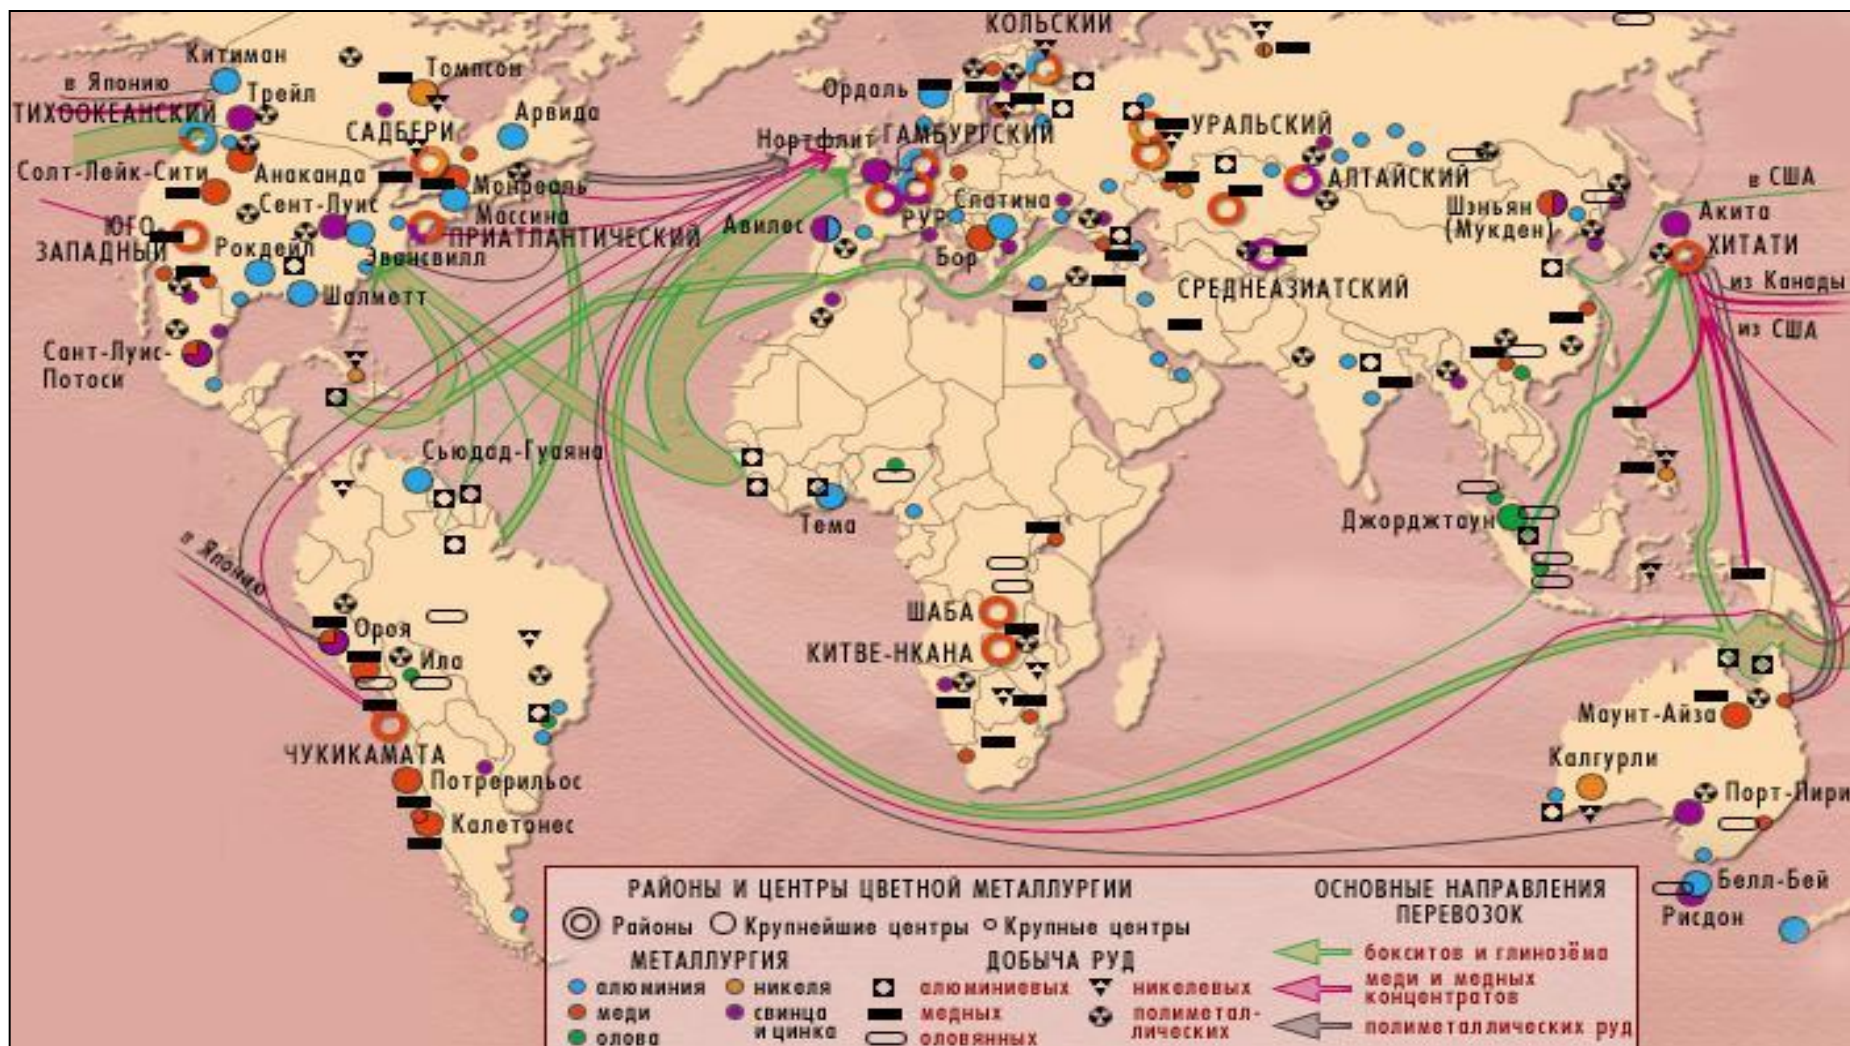 КОЛЬСКИЙ
Китиман
Томпсон
в Японию
Трейл
Ордаль
ТИХООКЕАНСКИЙ
Арвида
САДБЕРИ
Нортфлит
ГАМБУРГСКИЙ
УРАЛЬСКИЙ
Солт-Лейк-Сити
Анаканда
Монреаль
АЛТАЙСКИЙ
в США
Сент-Луис
Массина
РУР
Слатина
Шэньян
(Мукден)
Акита
ЮГО-
ЗАПАДНЫЙ
ПРИАТЛАНТИЧЕСКИЙ
Авилес
ХИТАТИ
Рокдейл
Эвансвилл
Бор
из Канады
Шалметт
СРЕДНЕАЗИАТСКИЙ
из США
Сант-Луис-
Потоси
Сьюдад-Гуаяна
Тема
Джорджтаун
в Японию
ШАБА
Ороя
КИТВЕ-НКАНА
Ила
Маунт-Айза
ЧУКИКАМАТА
Калгурли
Потрерильос
Порт-Пири
Калетонес
Белл-Бей
Рисдон
РАЙОНЫ И ЦЕНТРЫ ЦВЕТНОЙ МЕТАЛЛУРГИИ
Районы Крупнейшие центры Крупные центры
МЕТАЛЛУРГИЯ
алюминия
меди
олова
никеля
свинца
и цинка
ДОБЫЧА РУД
алюминиевых
медных
оловянных
никелевых
полиметал-
лических
ОСНОВНЫЕ НАПРАВЛЕНИЯ
ПЕРЕВОЗОК
бокситов и глинозёма
меди и медных
концентратов
полиметаллических руд